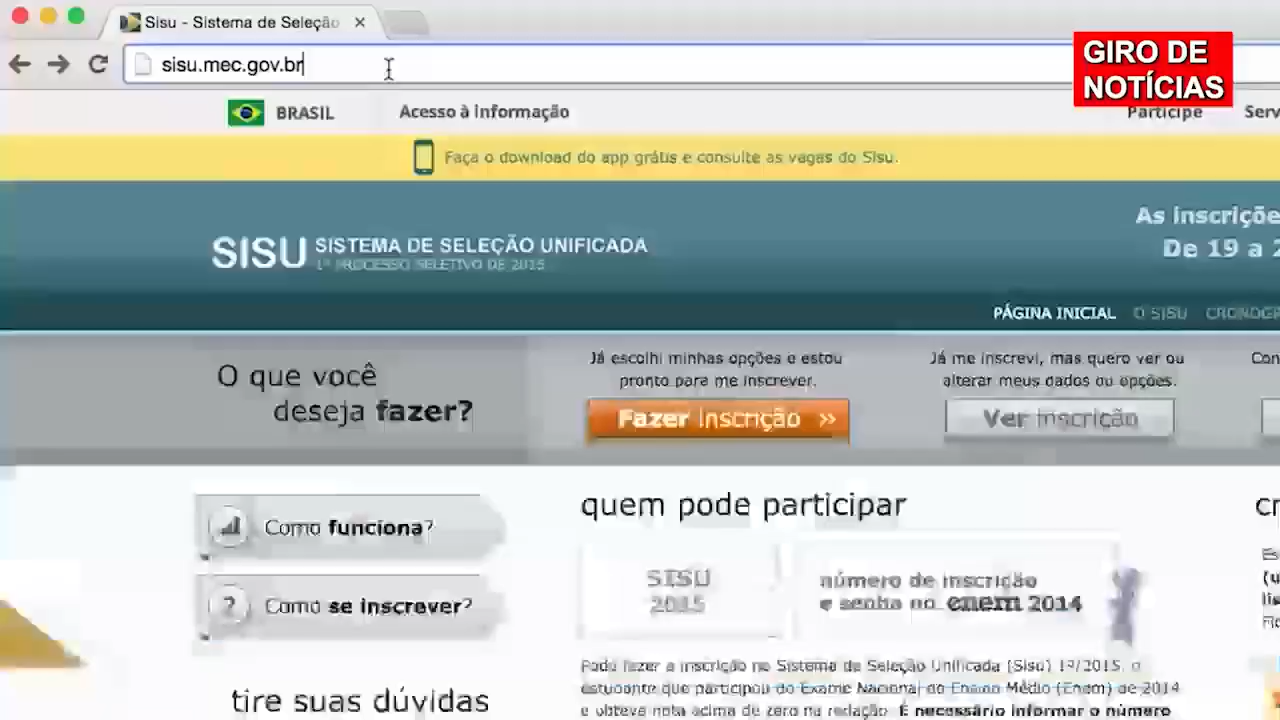 Sisu - Sistema de Seleção
sisu.mec.gov.br
GIRO DE
NOTÍCIAS
BRASIL
Acesso à informação
Participe
Serv
Faça o download do app grátis e consulte as vagas do Sisu.
SISU SISTEMA DE SELEÇÃO UNIFICADA
1º PROCESSO SELETIVO DE 2015
As inscriçõe
De 19 a 2
PÁGINA INICIAL O SISU CRONOGR
O que você
deseja fazer?
Já escolhi minhas opções e estou
pronto para me inscrever.
Fazer inscrição »
Já me inscrevi, mas quero ver ou
alterar meus dados ou opções.
Ver inscrição
Con
Como funciona?
Como se inscrever?
tire suas dúvidas
quem pode participar
SISU
2015
número de inscrição
e senha no enem 2014
Pode fazer a inscrição no Sistema de Seleção Unificada (Sisu) 1º/2015, o
estudante que participou do Exame Nacional do Ensino Médio (Enem) de 2014
e obteve nota acima de zero na redação. É necessário informar o número
cr
Es
(u
lis